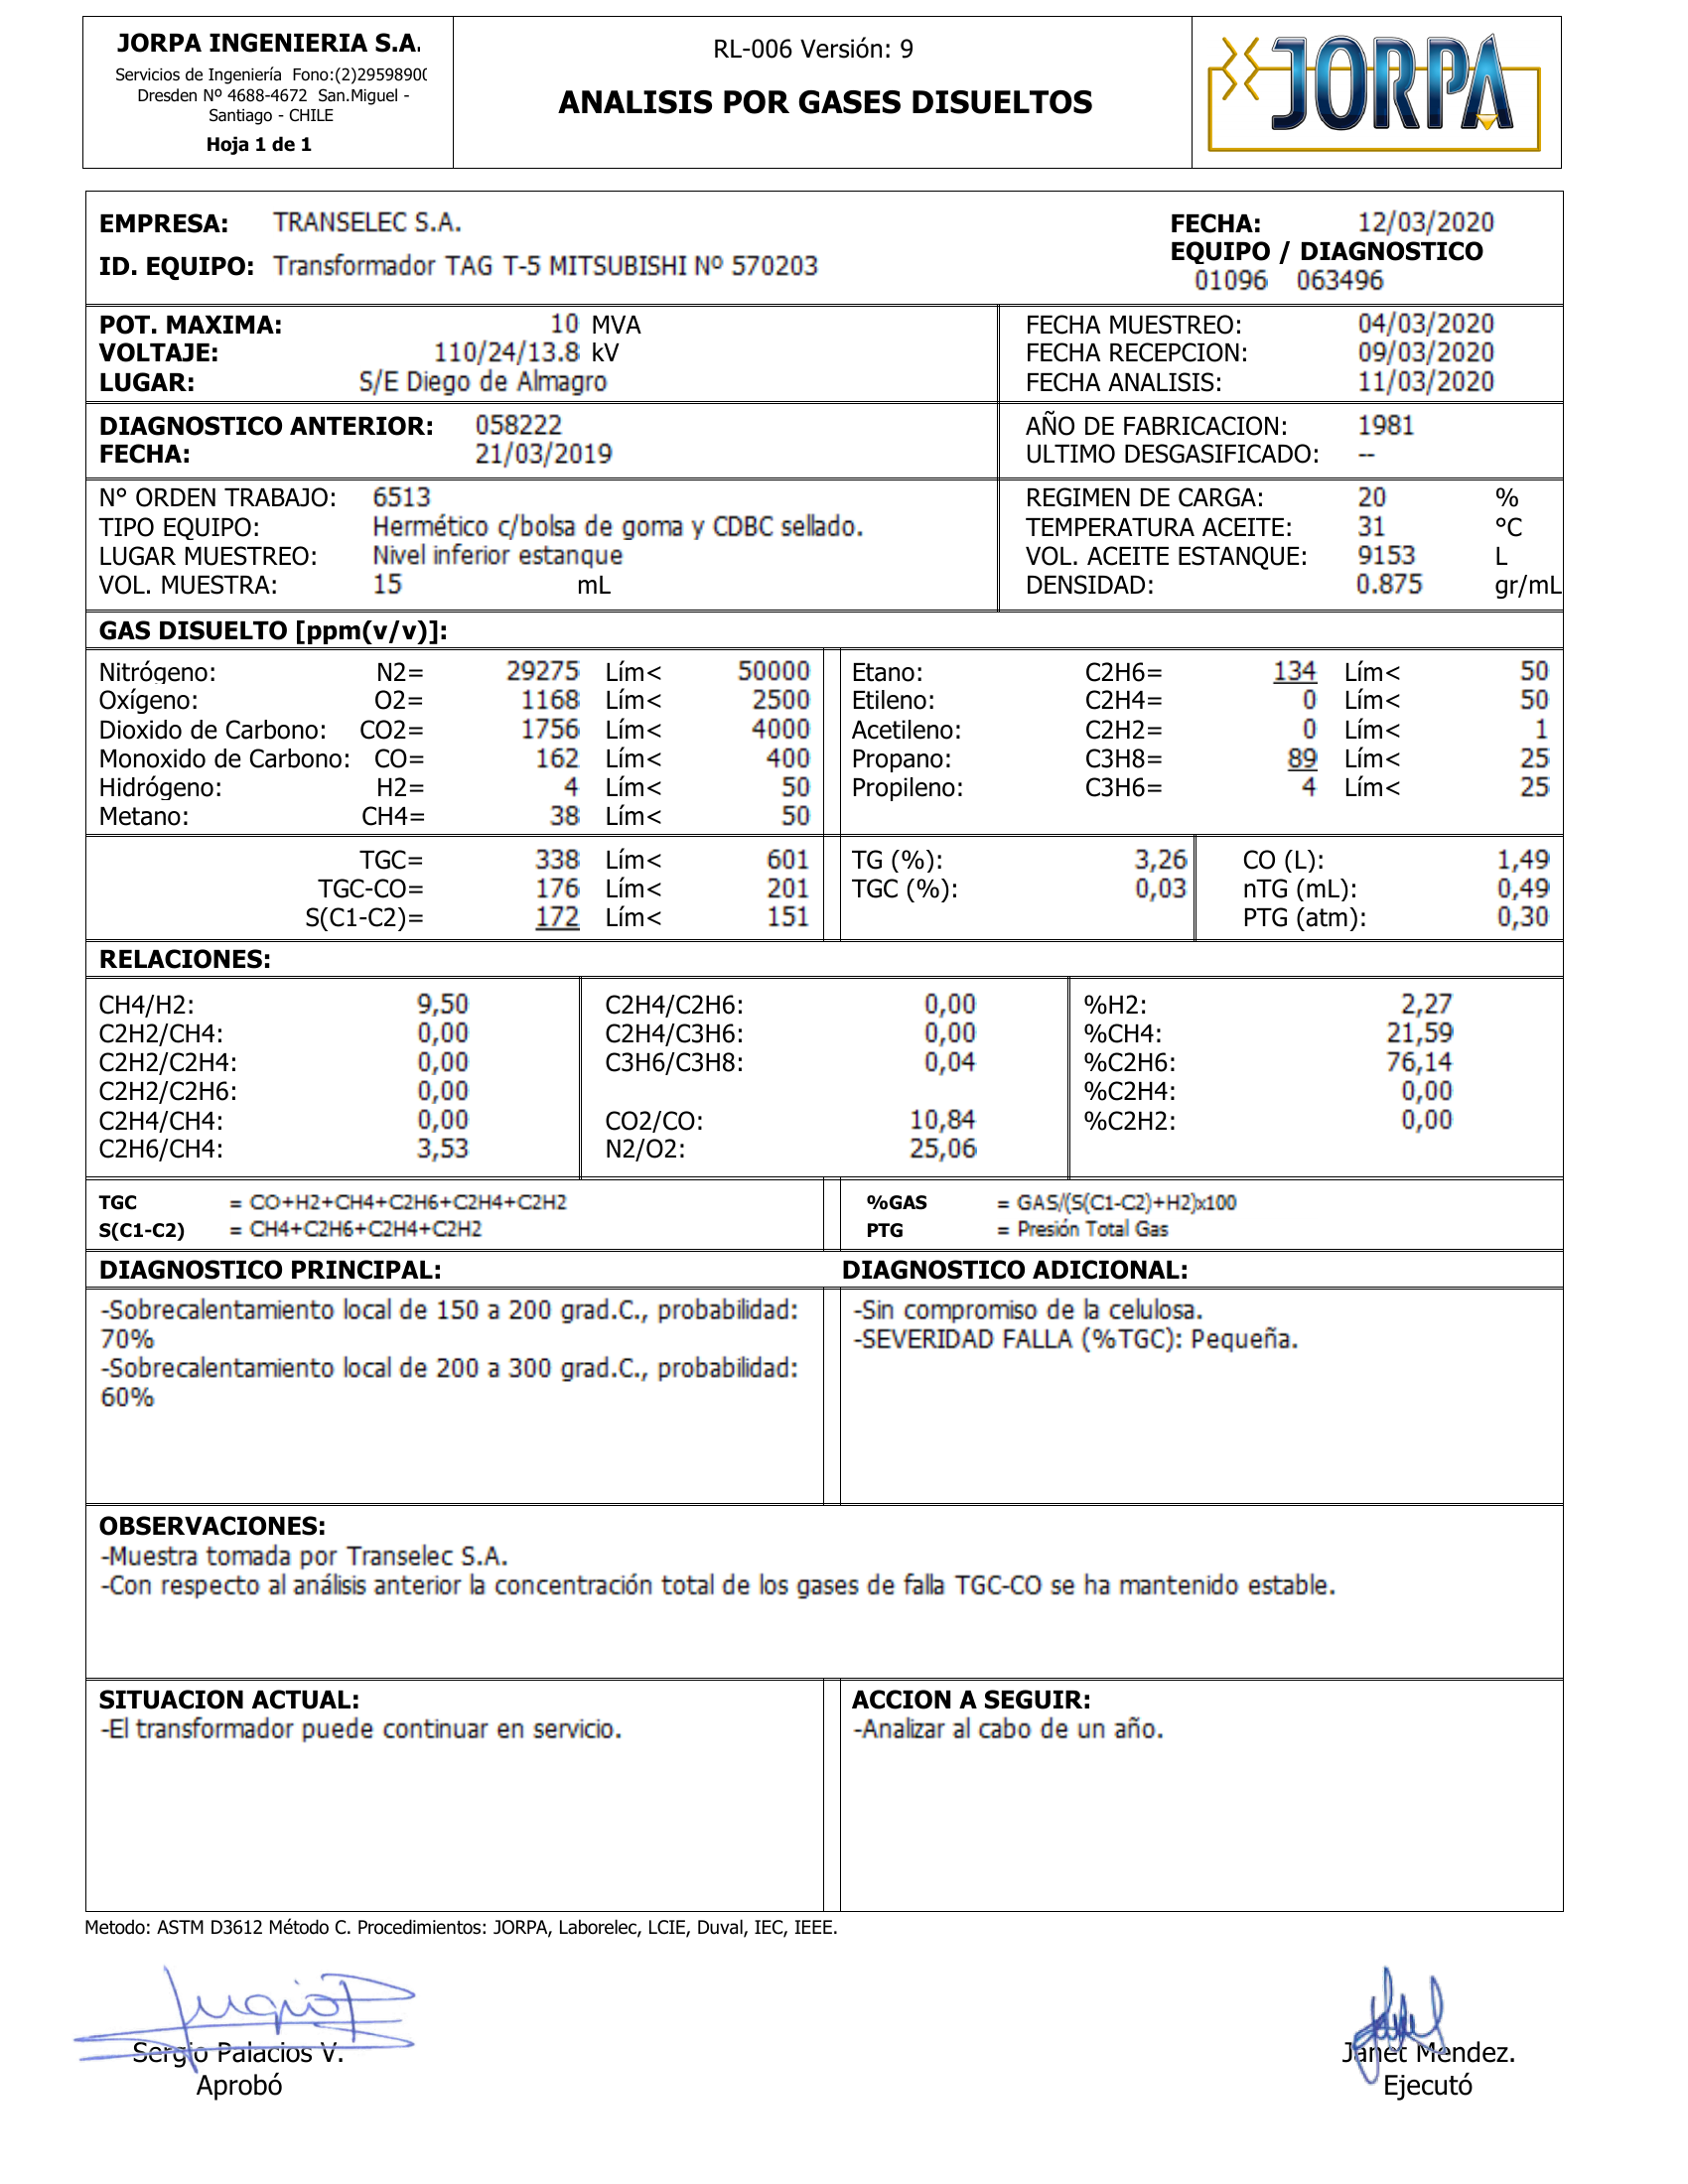 JORPA INGENIERIA S.A.
Servicios de Ingeniería Fono:(2)29598900
Dresden Nº 4688-4672 San.Miguel -
Santiago - CHILE
Hoja 1 de 1
RL-006 Versión: 9
ANALISIS POR GASES DISUELTOS
JORPA
EMPRESA: TRANSELEC S.A.
ID. EQUIPO: Transformador TAG T-5 MITSUBISHI Nº 570203
FECHA: 12/03/2020
EQUIPO / DIAGNOSTICO
01096 063496
POT. MAXIMA: 10 MVA
VOLTAJE: 110/24/13.8 kV
LUGAR: S/E Diego de Almagro
FECHA MUESTREO: 04/03/2020
FECHA RECEPCION: 09/03/2020
FECHA ANALISIS: 11/03/2020
DIAGNOSTICO ANTERIOR: 058222
FECHA: 21/03/2019
AÑO DE FABRICACION: 1981
ULTIMO DESGASIFICADO: --
N° ORDEN TRABAJO: 6513
TIPO EQUIPO: Hermético c/bolsa de goma y CDBC sellado.
LUGAR MUESTREO: Nivel inferior estanque
VOL. MUESTRA: 15 mL
REGIMEN DE CARGA: 20 %
TEMPERATURA ACEITE: 31 °C
VOL. ACEITE ESTANQUE: 9153 L
DENSIDAD: 0.875 gr/mL
GAS DISUELTO [ppm(v/v)]:
Nitrógeno: N2= 29275 Lím< 50000
Oxígeno: O2= 1168 Lím< 2500
Dioxido de Carbono: CO2= 1756 Lím< 4000
Monoxido de Carbono: CO= 162 Lím< 400
Hidrógeno: H2= 4 Lím< 50
Metano: CH4= 38 Lím< 50
Etano: C2H6= 134 Lím< 50
Etileno: C2H4= 0 Lím< 50
Acetileno: C2H2= 0 Lím< 1
Propano: C3H8= 89 Lím< 25
Propileno: C3H6= 4 Lím< 25
TGC= 338 Lím< 601
TGC-CO= 176 Lím< 201
S(C1-C2)= 172 Lím< 151
TG (%): 3,26
TGC (%): 0,03
CO (L): 1,49
nTG (mL): 0,49
PTG (atm): 0,30
RELACIONES:
CH4/H2: 9,50
C2H2/CH4: 0,00
C2H2/C2H4: 0,00
C2H2/C2H6: 0,00
C2H4/CH4: 0,00
C2H6/CH4: 3,53
C2H4/C2H6: 0,00
C2H4/C3H6: 0,00
C3H6/C3H8: 0,04
CO2/CO: 10,84
N2/O2: 25,06
%H2: 2,27
%CH4: 21,59
%C2H6: 76,14
%C2H4: 0,00
%C2H2: 0,00
TGC = CO+H2+CH4+C2H6+C2H4+C2H2
S(C1-C2) = CH4+C2H6+C2H4+C2H2
%GAS = GAS/(S(C1-C2)+H2)x100
PTG = Presión Total Gas
DIAGNOSTICO PRINCIPAL:
-Sobrecalentamiento local de 150 a 200 grad.C., probabilidad:
70%
-Sobrecalentamiento local de 200 a 300 grad.C., probabilidad:
60%
DIAGNOSTICO ADICIONAL:
-Sin compromiso de la celulosa.
-SEVERIDAD FALLA (%TGC): Pequeña.
OBSERVACIONES:
-Muestra tomada por Transelec S.A.
-Con respecto al análisis anterior la concentración total de los gases de falla TGC-CO se ha mantenido estable.
SITUACION ACTUAL:
-El transformador puede continuar en servicio.
ACCION A SEGUIR:
-Analizar al cabo de un año.
Metodo: ASTM D3612 Método C. Procedimientos: JORPA, Laborelec, LCIE, Duval, IEC, IEEE.
Sergio Palacios V.
Aprobó
Janet Mendez.
Ejecutó